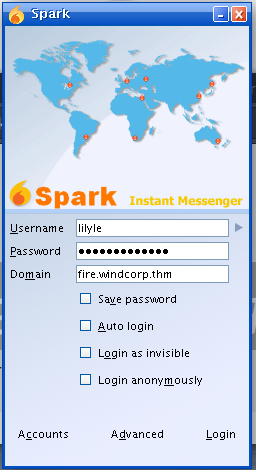 Spark
Spark Instant Messenger
Username lilyle
Password ●●●●●●●●●●●●●
Domain fire.windcorp.thm
Save password
Auto login
Login as invisible
Login anonymously
Accounts Advanced Login